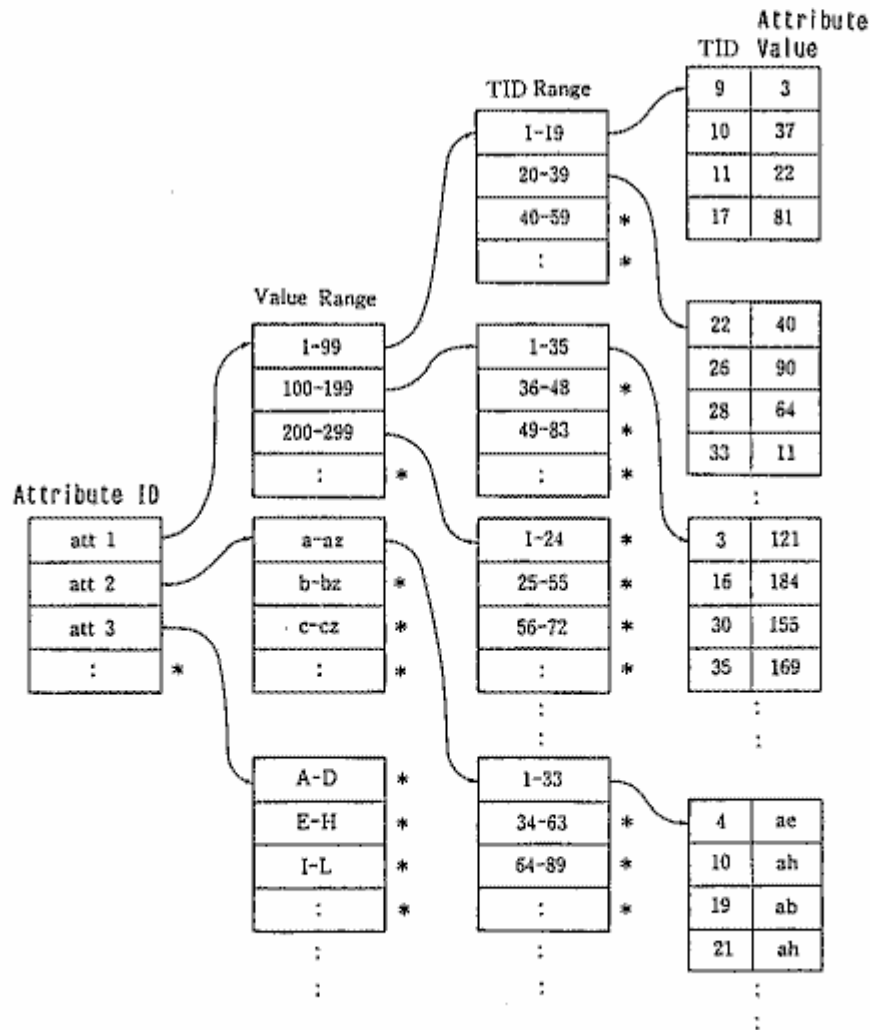 Attribute
TID Value
9 3
10 37
11 22
17 81
TID Range
1-19
20-39
40-59 *
: *
22 40
26 90
28 64
33 11
:
Value Range
1-99
100-199
200-299
: *
1-35
36-48 *
49-83 *
: *
Attribute ID
att 1
att 2
att 3
: *
a-az
b-bz *
c-cz *
: *
1-24 *
25-55 *
56-72 *
: *
:
:
3 121
16 184
30 155
35 169
:
:
A-D *
E-H *
I-L *
: *
:
:
1-33
34-63 *
64-89 *
: *
:
:
4 ae
10 ah
19 ab
21 ah
:
: